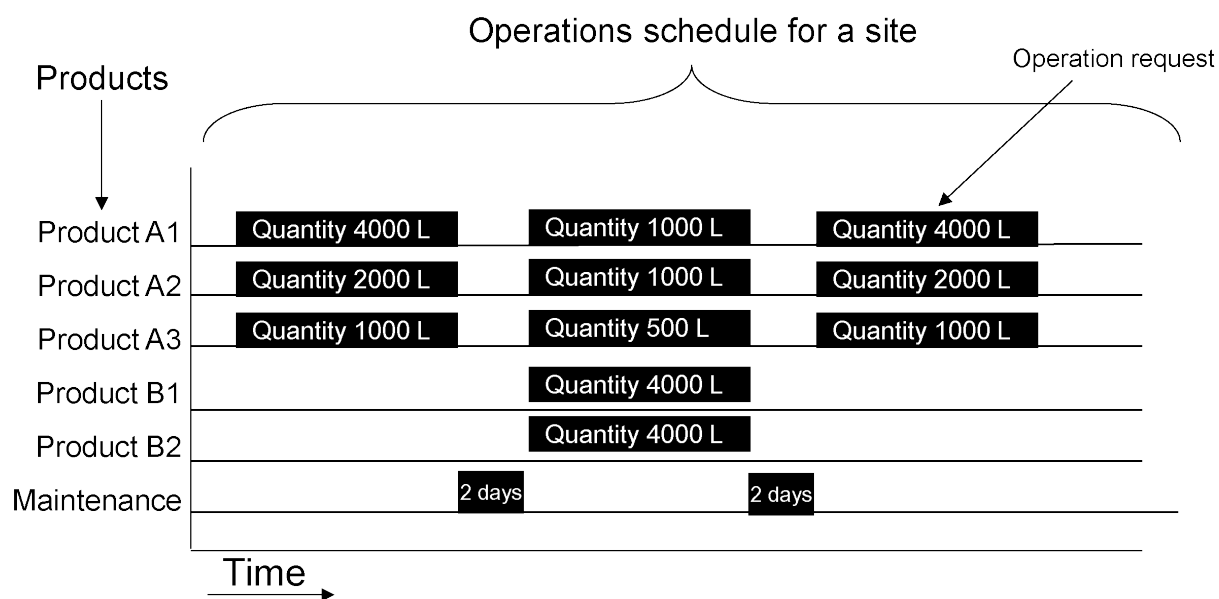 Operations schedule for a site
Operation request
Products
Product A1 Quantity 4000 L Quantity 1000 L Quantity 4000 L
Product A2 Quantity 2000 L Quantity 1000 L Quantity 2000 L
Product A3 Quantity 1000 L Quantity 500 L Quantity 1000 L
Product B1 Quantity 4000 L
Product B2 Quantity 4000 L
Maintenance 2 days 2 days
Time